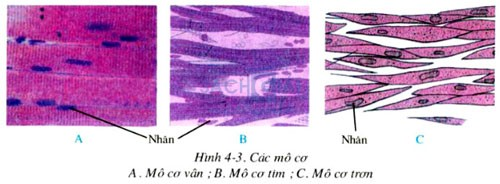 A
Nhân
B
Nhân
C
Hình 4-3. Các mô cơ
A. Mô cơ vân ; B. Mô cơ tim ; C. Mô cơ trơn